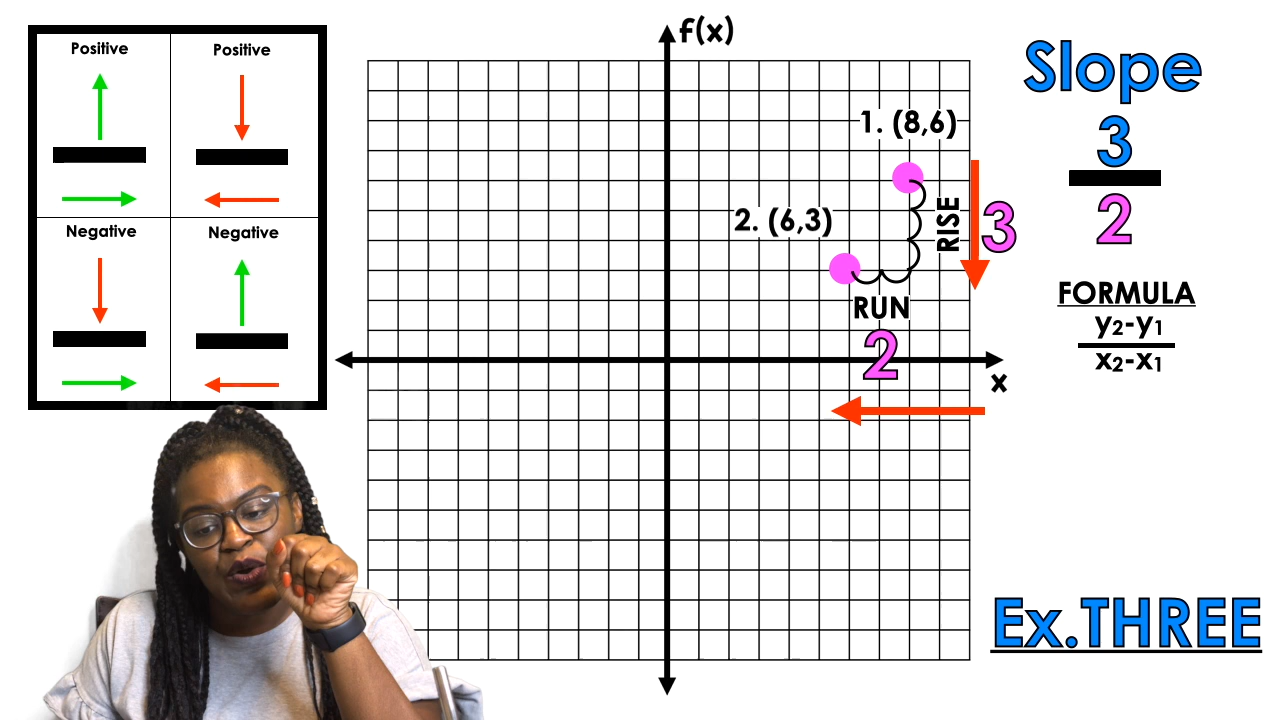 Positive
Positive
Negative
Negative
f(x)
1. (8,6)
2. (6,3)
RISE
3
RUN
2
x
Slope
3
2
FORMULA
y₂-y₁
x₂-x₁
Ex.THREE